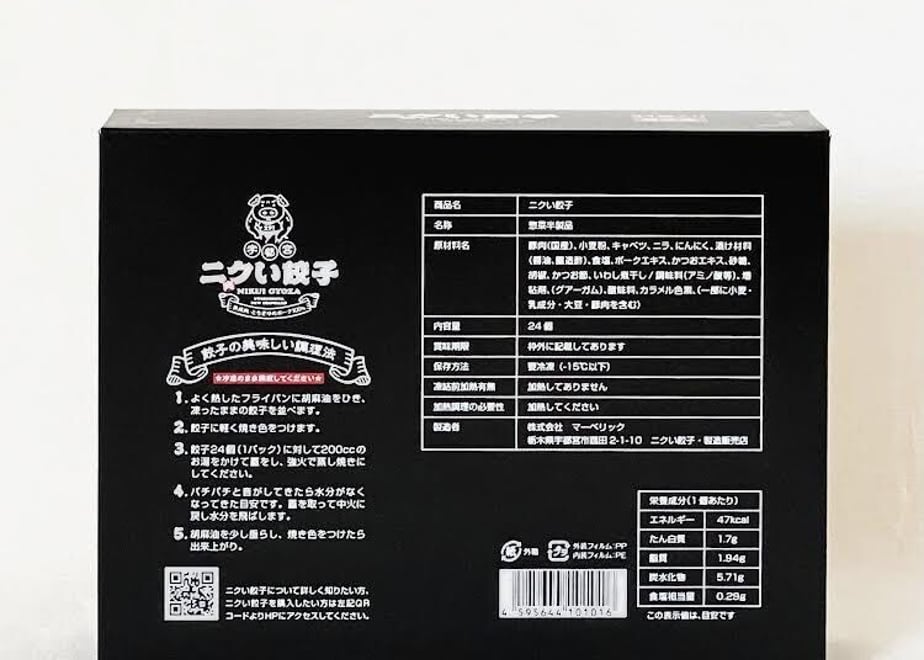 宇都宮
ニクい餃子
NIKUI GYOZA
餃子の美味しい調理法
★冷凍のまま調理してください★
1. よく熱したフライパンに胡麻油をひき、
凍ったままの餃子を並べます。
2. 餃子に軽く焼き色をつけます。
3. 餃子24個(1パック)に対して200ccの
お湯をかけて蓋をし、強火で蒸し焼きに
してください。
4. パチパチと音がしてきたら水分がなく
なってきた目安です。蓋を取って中火に
戻し水分を飛ばします。
5. 胡麻油を少し垂らし、焼き色をつけたら
出来上がり。
ニクい餃子について詳しく知りたい方、
ニクい餃子を購入したい方は左記QR
コードよりHPにアクセスしてください。
商品名 ニクい餃子
名称 惣菜半製品
原材料名 豚肉(国産)、小麦粉、キャベツ、ニラ、にんにく、漬け材料
(醤油、醸造酢)、食塩、ポークエキス、かつおエキス、砂糖、
胡椒、かつお節、いわし煮干し/調味料(アミノ酸等)、増
粘剤、(グアーガム)、酸味料、カラメル色素、(一部に小麦・
乳成分・大豆・豚肉を含む)
内容量 24個
賞味期限 枠外に記載してあります
保存方法 要冷凍(-15℃以下)
凍結前加熱有無 加熱してありません
加熱調理の必要性 加熱してください
製造者 株式会社 マーベリック
栃木県宇都宮市西田2-1-10 ニクい餃子・製造販売店
栄養成分(1個あたり)
エネルギー 47kcal
たん白質 1.7g
脂質 1.94g
炭水化物 5.71g
食塩相当量 0.29g
この表示値は、目安です
紙 外箱
プラ 外装フィルム:PP
内装フィルム:PE
4 595644 101016